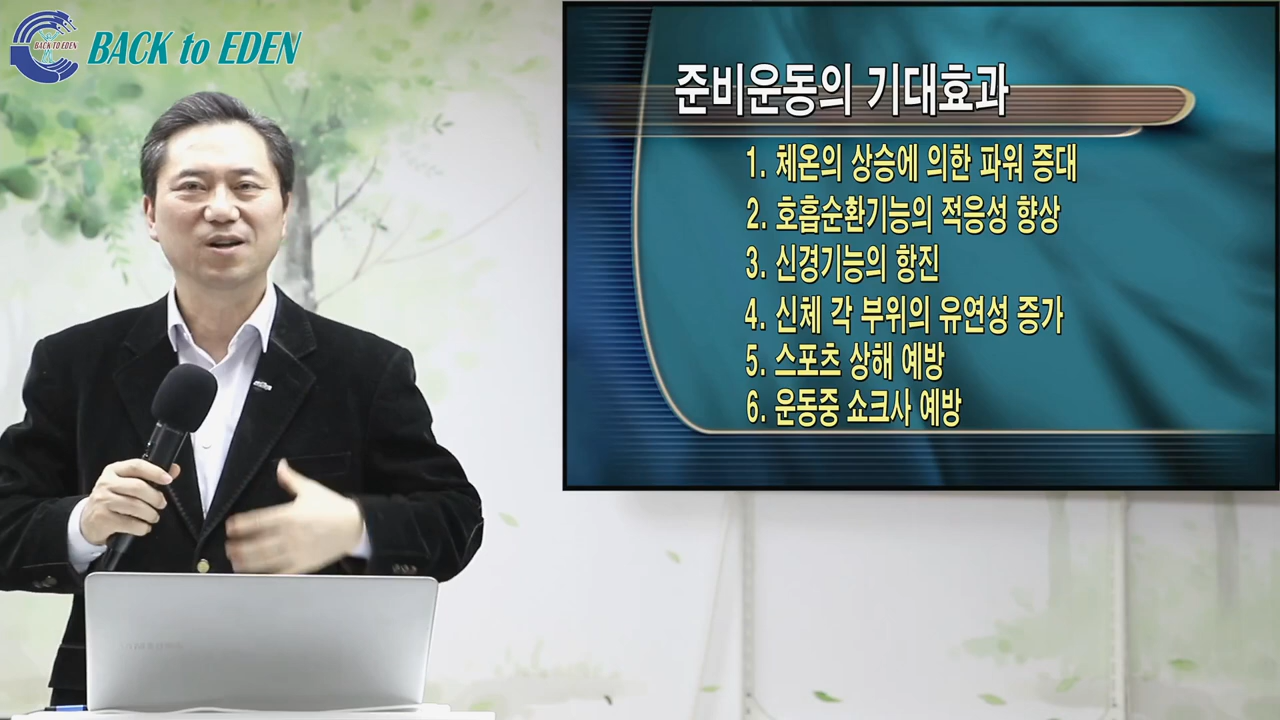 BACK TO EDEN
BACK to EDEN
준비운동의 기대효과
1. 체온의 상승에 의한 파워 증대
2. 호흡순환기능의 적응성 향상
3. 신경기능의 항진
4. 신체 각 부위의 유연성 증가
5. 스포츠 상해 예방
6. 운동중 쇼크사 예방